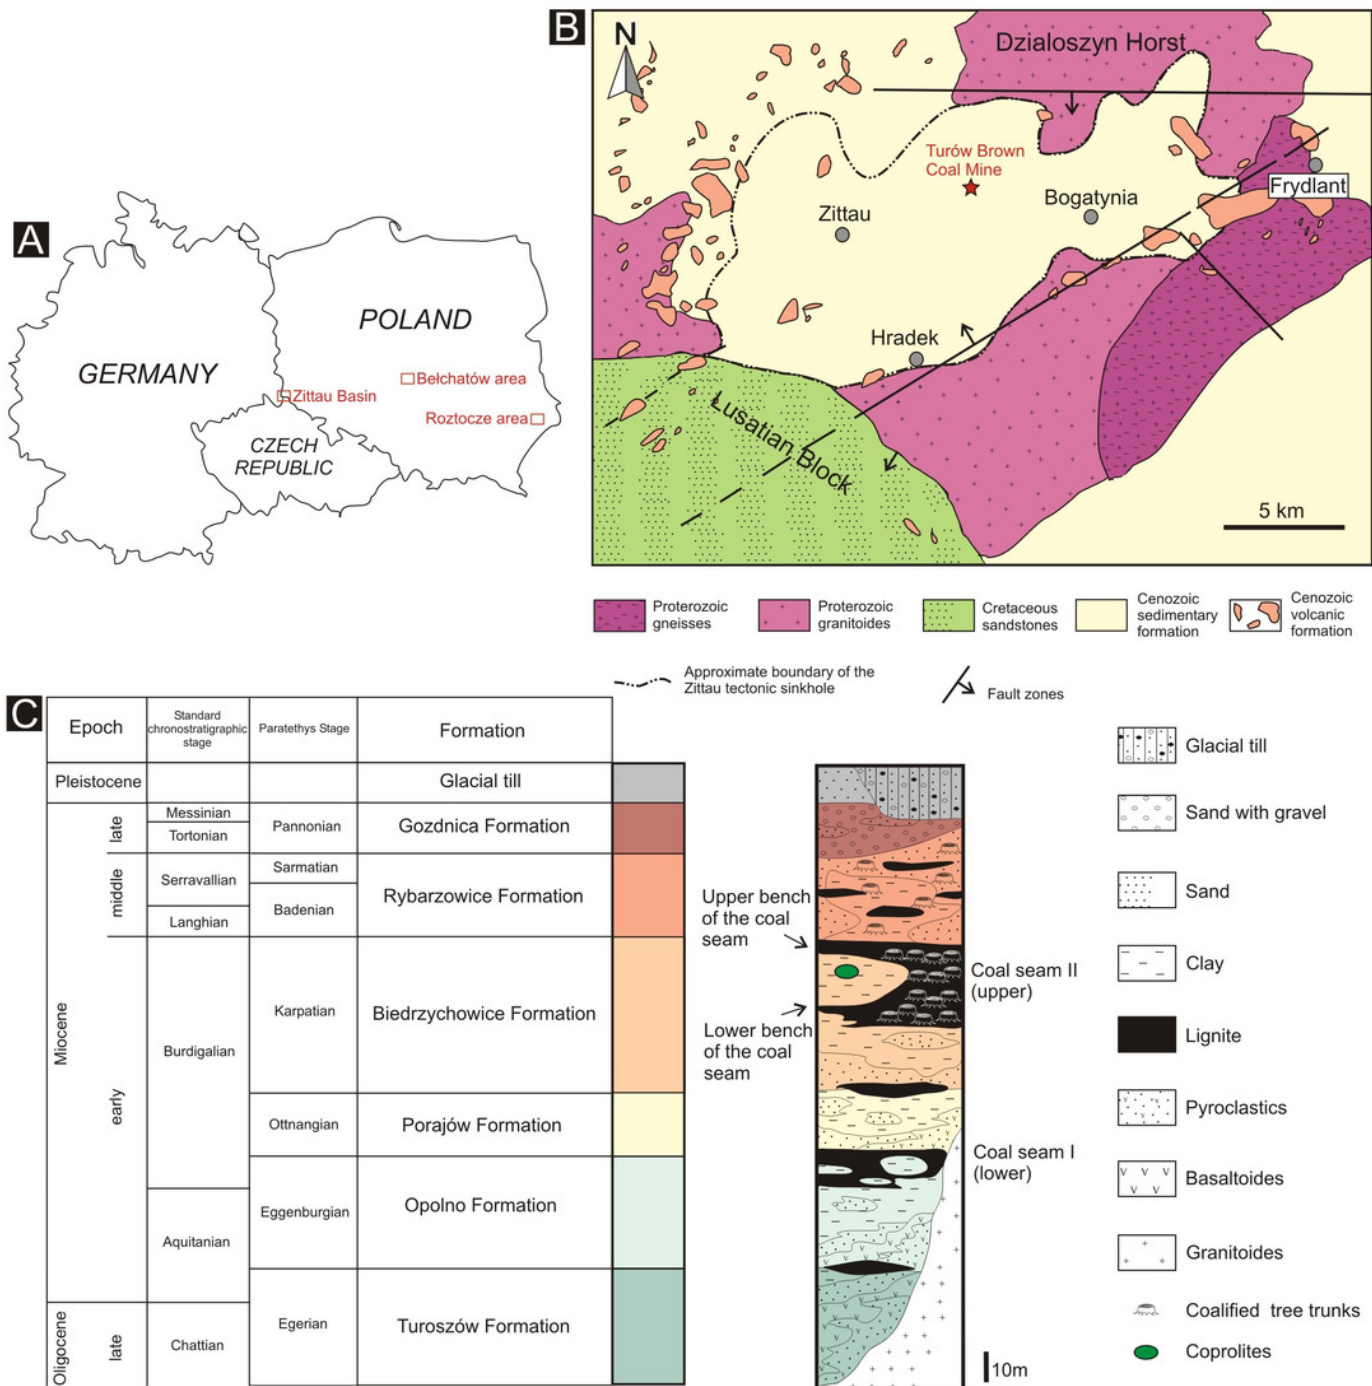 A
GERMANY
POLAND
Bełchatów area
Zittau Basin
Roztocze area
CZECH
REPUBLIC
B
N
Dzialoszyn Horst
Turów Brown
Coal Mine
Zittau
Bogatynia
Frydlant
Hradek
Lusatian Block
5 km
Proterozoic
gneisses
Proterozoic
granitoides
Cretaceous
sandstones
Cenozoic
sedimentary
formation
Cenozoic
volcanic
formation
Approximate boundary of the
Zittau tectonic sinkhole
Fault zones
C
Epoch
Standard
chronostratigraphic
stage
Paratethys Stage
Formation
Pleistocene
Glacial till
Miocene
late
Messinian
Tortonian
Pannonian
Gozdnica Formation
middle
Serravallian
Langhian
Sarmatian
Badenian
Rybarzowice Formation
early
Burdigalian
Karpatian
Biedrzychowice Formation
Ottnangian
Porajów Formation
Aquitanian
Eggenburgian
Opolno Formation
Oligocene
late
Chattian
Egerian
Turoszów Formation
Upper bench
of the coal
seam
Lower bench
of the coal
seam
Coal seam II
(upper)
Coal seam I
(lower)
10m
Glacial till
Sand with gravel
Sand
Clay
Lignite
Pyroclastics
Basaltoides
Granitoides
Coalified tree trunks
Coprolites